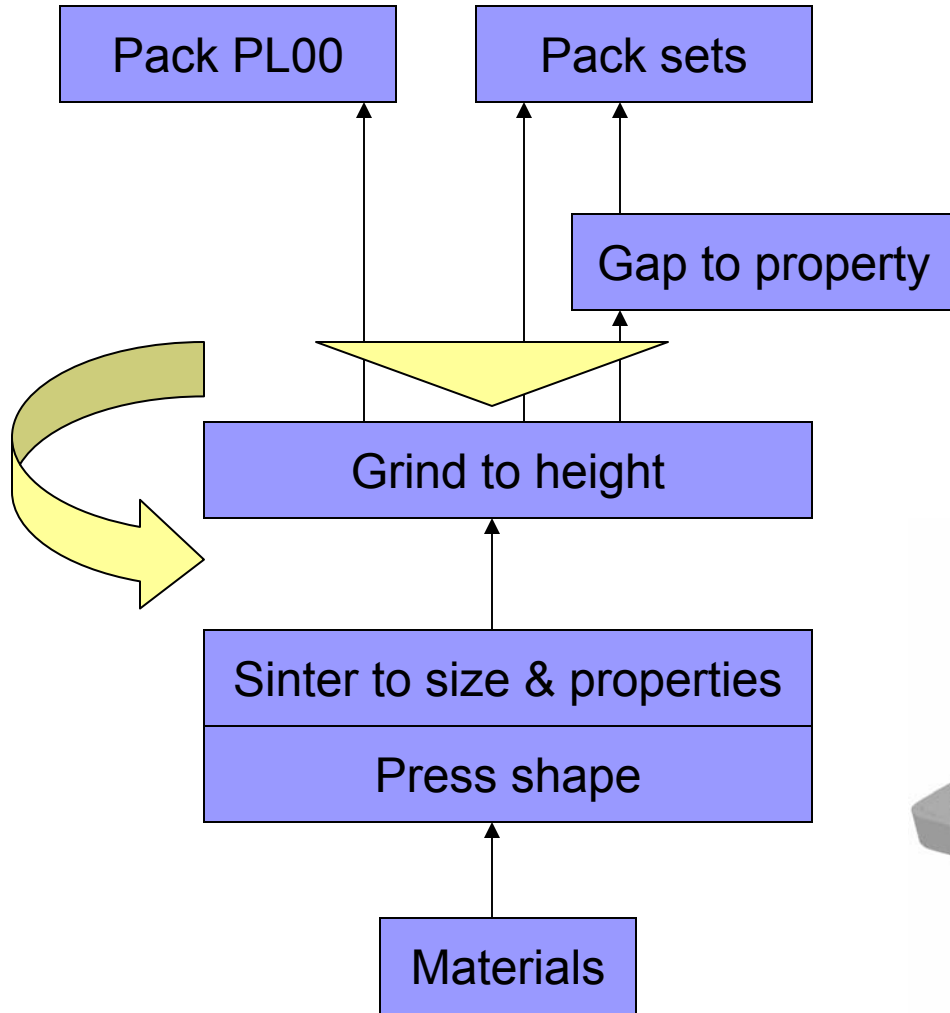 Pack PL00
Pack sets
Gap to property
Grind to height
Sinter to size & properties
Press shape
Materials